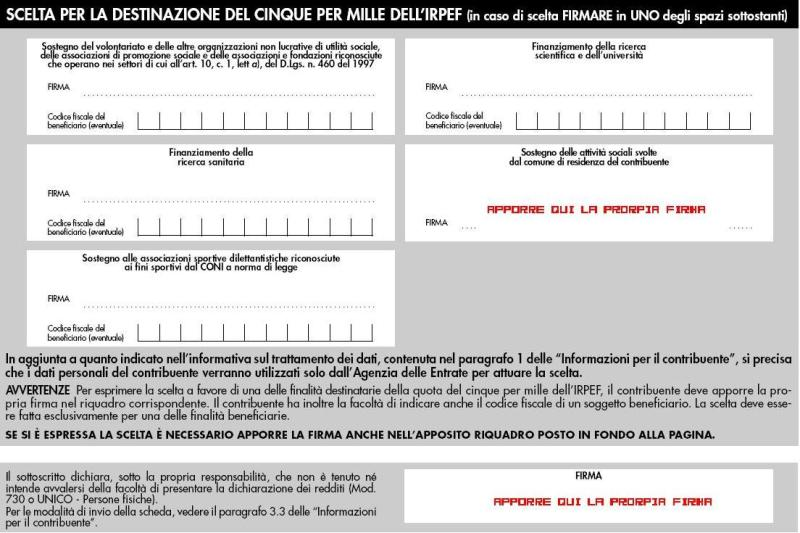 SCELTA PER LA DESTINAZIONE DEL CINQUE PER MILLE DELL'IRPEF (in caso di scelta FIRMARE in UNO degli spazi sottostanti)
Sostegno del volontariato e delle altre organizzazioni non lucrative di utilità sociale,
delle associazioni di promozione sociale e delle associazioni e fondazioni riconosciute
che operano nei settori di cui all'art. 10, c. 1, lett a), del D.Lgs. n. 460 del 1997
FIRMA
Codice fiscale del
beneficiario (eventuale)
Finanziamento della ricerca
scientifica e dell'università
FIRMA
Codice fiscale del
beneficiario (eventuale)
Finanziamento della
ricerca sanitaria
FIRMA
Codice fiscale del
beneficiario (eventuale)
Sostegno delle attività sociali svolte
dal comune di residenza del contribuente
APPORRE QUI LA PRORPIA FIRMA
FIRMA
Sostegno alle associazioni sportive dilettantistiche riconosciute
ai fini sportivi dal CONI a norma di legge
FIRMA
Codice fiscale del
beneficiario (eventuale)
In aggiunta a quanto indicato nell'informativa sul trattamento dei dati, contenuta nel paragrafo 1 delle "Informazioni per il contribuente", si precisa
che i dati personali del contribuente verranno utilizzati solo dall'Agenzia delle Entrate per attuare la scelta.
AVVERTENZE Per esprimere la scelta a favore di una delle finalità destinatarie della quota del cinque per mille dell'IRPEF, il contribuente deve apporre la pro-
pria firma nel riquadro corrispondente. Il contribuente ha inoltre la facoltà di indicare anche il codice fiscale di un soggetto beneficiario. La scelta deve esse-
re fatta esclusivamente per una delle finalità beneficiarie.
SE SI È ESPRESSA LA SCELTA È NECESSARIO APPORRE LA FIRMA ANCHE NELL'APPOSITO RIQUADRO POSTO IN FONDO ALLA PAGINA.
Il sottoscritto dichiara, sotto la propria responsabilità, che non è tenuto né
intende avvalersi della facoltà di presentare la dichiarazione dei redditi (Mod.
730 o UNICO - Persone fisiche).
Per le modalità di invio della scheda, vedere il paragrafo 3.3 delle "Informazioni
per il contribuente".
FIRMA
APPORRE QUI LA PRORPIA FIRMA